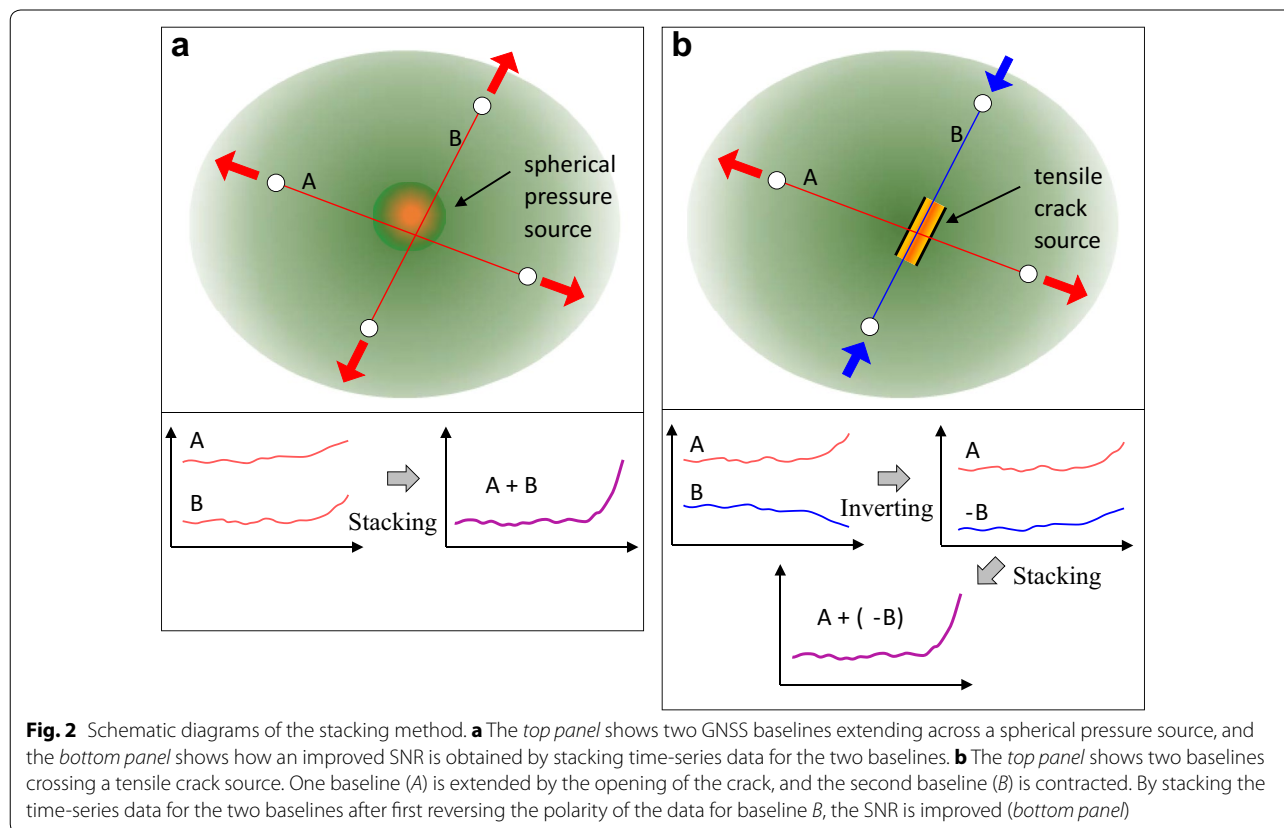 a
B
A
spherical
pressure
source
A
B
Stacking
A + B
b
B
A
tensile
crack
source
A
B
Inverting
A
-B
Stacking
A + ( -B)
Fig. 2 Schematic diagrams of the stacking method. a The top panel shows two GNSS baselines extending across a spherical pressure source, and
the bottom panel shows how an improved SNR is obtained by stacking time-series data for the two baselines. b The top panel shows two baselines
crossing a tensile crack source. One baseline (A) is extended by the opening of the crack, and the second baseline (B) is contracted. By stacking the
time-series data for the two baselines after first reversing the polarity of the data for baseline B, the SNR is improved (bottom panel)